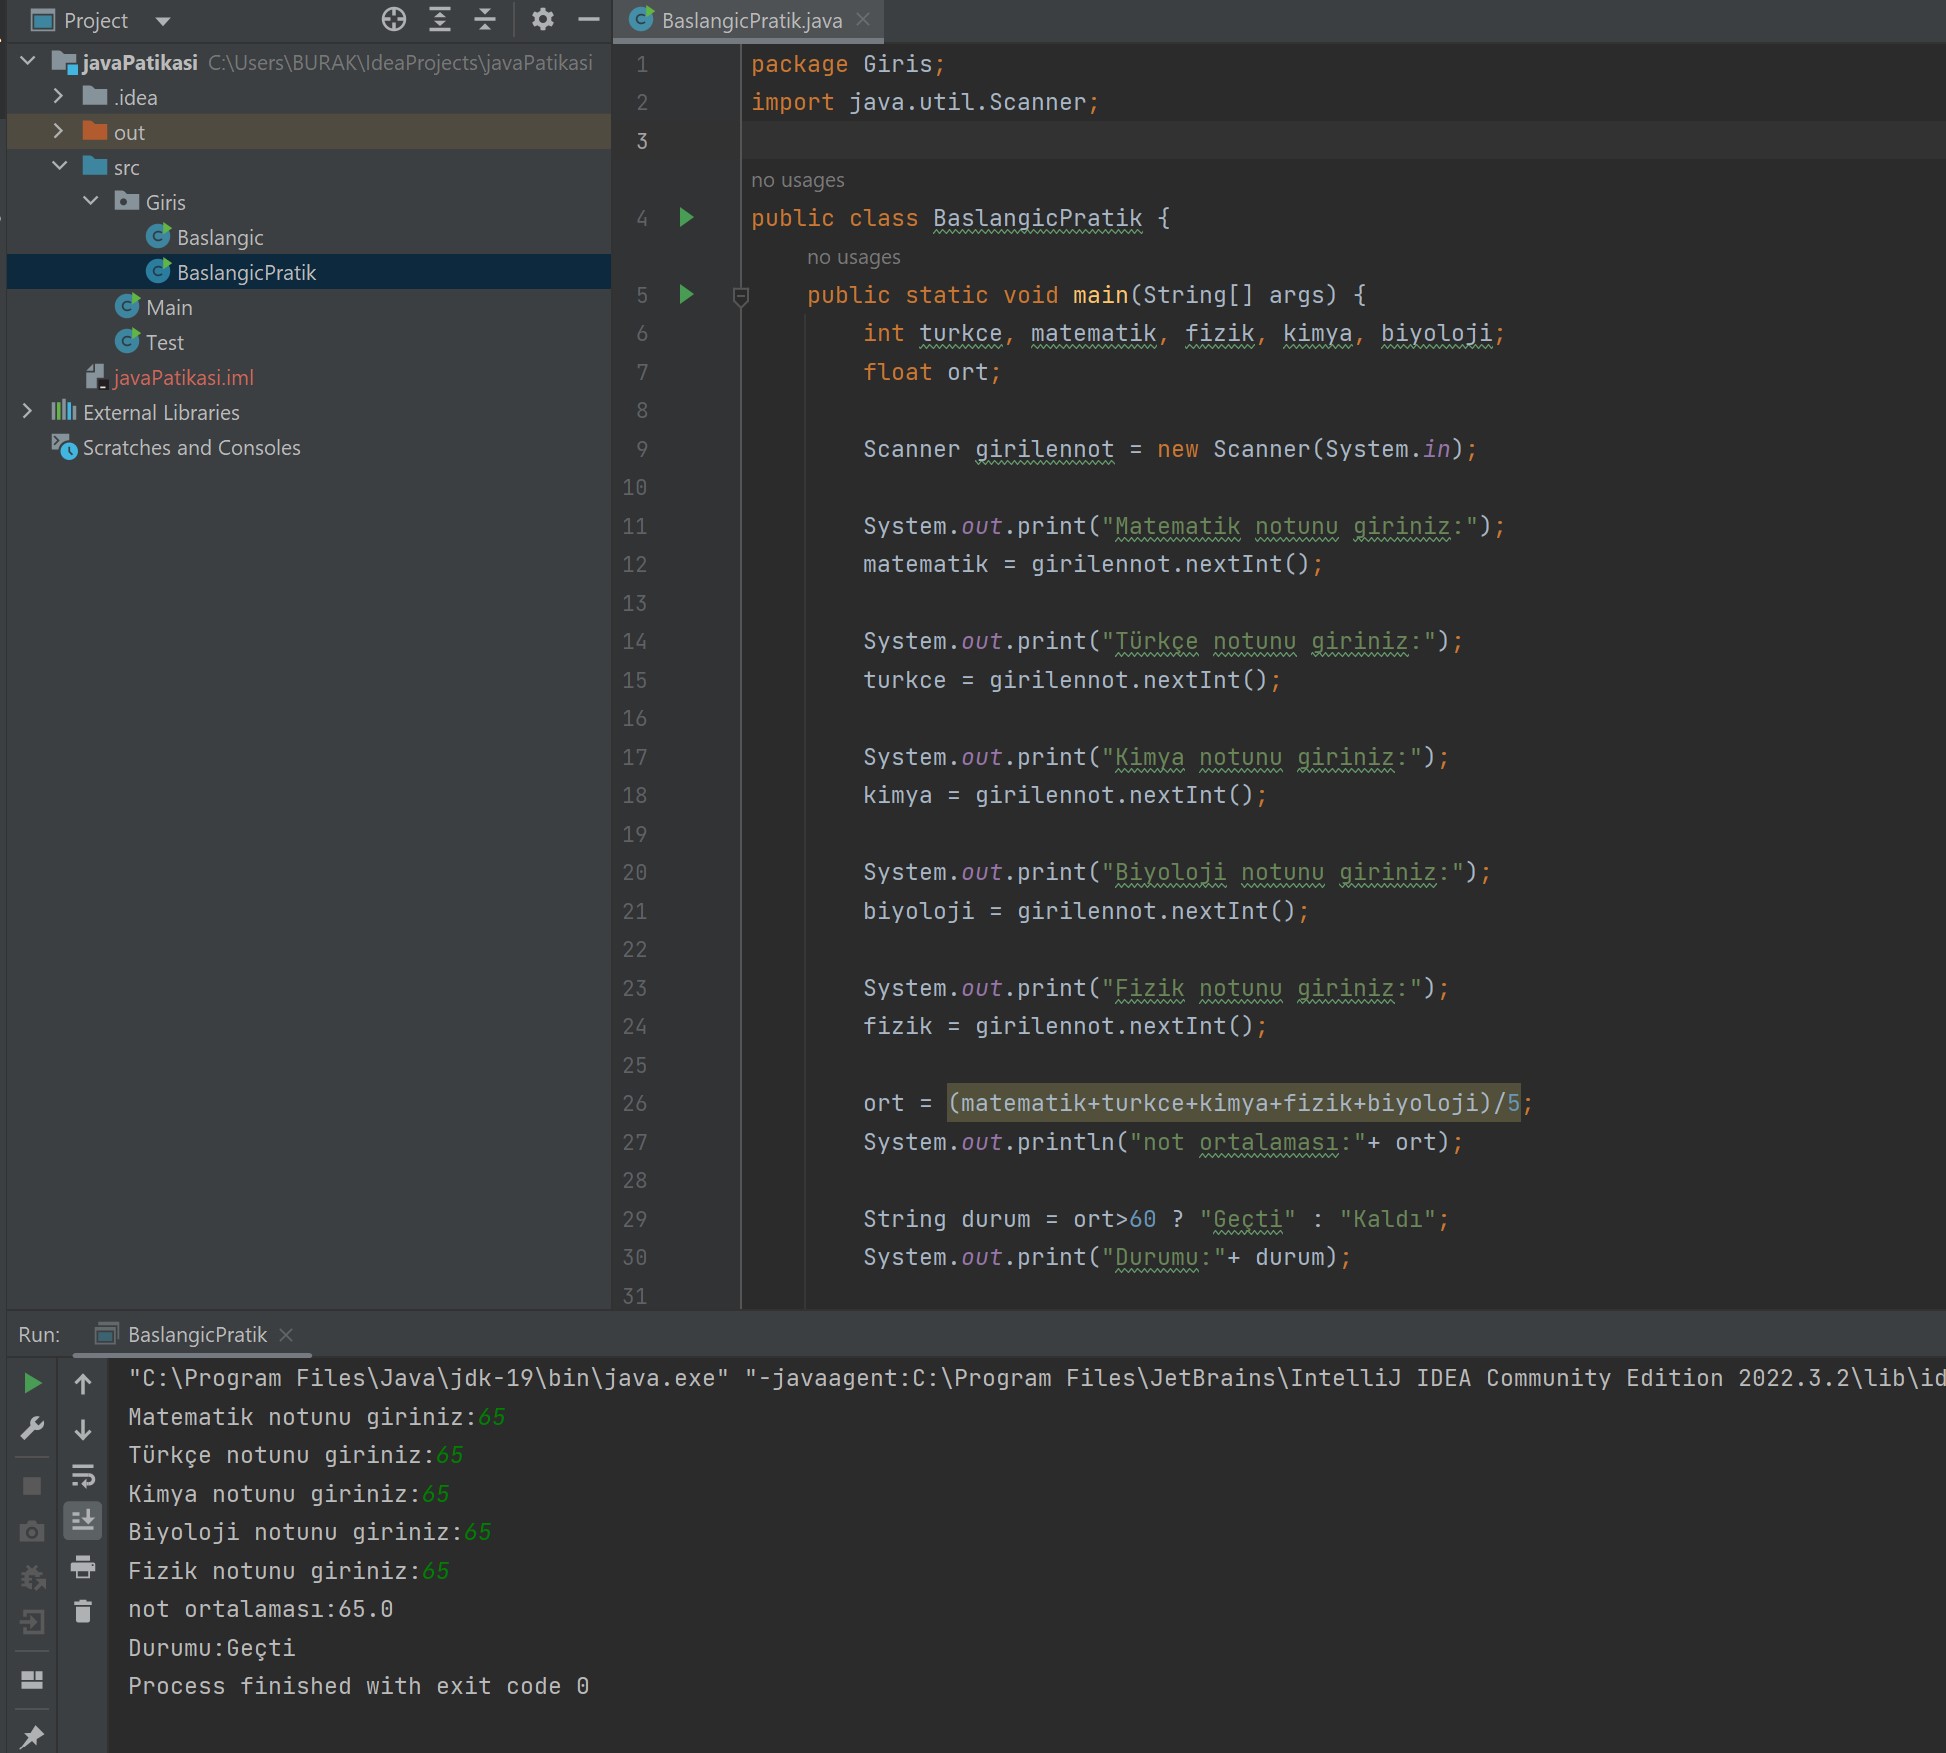 Project
BaslangicPratik.java
javaPatikasi C:\Users\BURAK\IdeaProjects\javaPatikasi
.idea
out
src
Giris
Baslangic
BaslangicPratik
Main
Test
javaPatikasi.iml
External Libraries
Scratches and Consoles
1 package Giris;
2 import java.util.Scanner;
3
no usages
4 public class BaslangicPratik {
no usages
5 public static void main(String[] args) {
6 int turkce, matematik, fizik, kimya, biyoloji;
7 float ort;
8
9 Scanner girilennot = new Scanner(System.in);
10
11 System.out.print("Matematik notunu giriniz:");
12 matematik = girilennot.nextInt();
13
14 System.out.print("Türkçe notunu giriniz:");
15 turkce = girilennot.nextInt();
16
17 System.out.print("Kimya notunu giriniz:");
18 kimya = girilennot.nextInt();
19
20 System.out.print("Biyoloji notunu giriniz:");
21 biyoloji = girilennot.nextInt();
22
23 System.out.print("Fizik notunu giriniz:");
24 fizik = girilennot.nextInt();
25
26 ort = (matematik+turkce+kimya+fizik+biyoloji)/5;
27 System.out.println("not ortalaması:"+ ort);
28
29 String durum = ort>60 ? "Geçti" : "Kaldı";
30 System.out.print("Durumu:"+ durum);
31
Run: BaslangicPratik
"C:\Program Files\Java\jdk-19\bin\java.exe" "-javaagent:C:\Program Files\JetBrains\IntelliJ IDEA Community Edition 2022.3.2\lib\id
Matematik notunu giriniz:65
Türkçe notunu giriniz:65
Kimya notunu giriniz:65
Biyoloji notunu giriniz:65
Fizik notunu giriniz:65
not ortalaması:65.0
Durumu:Geçti
Process finished with exit code 0